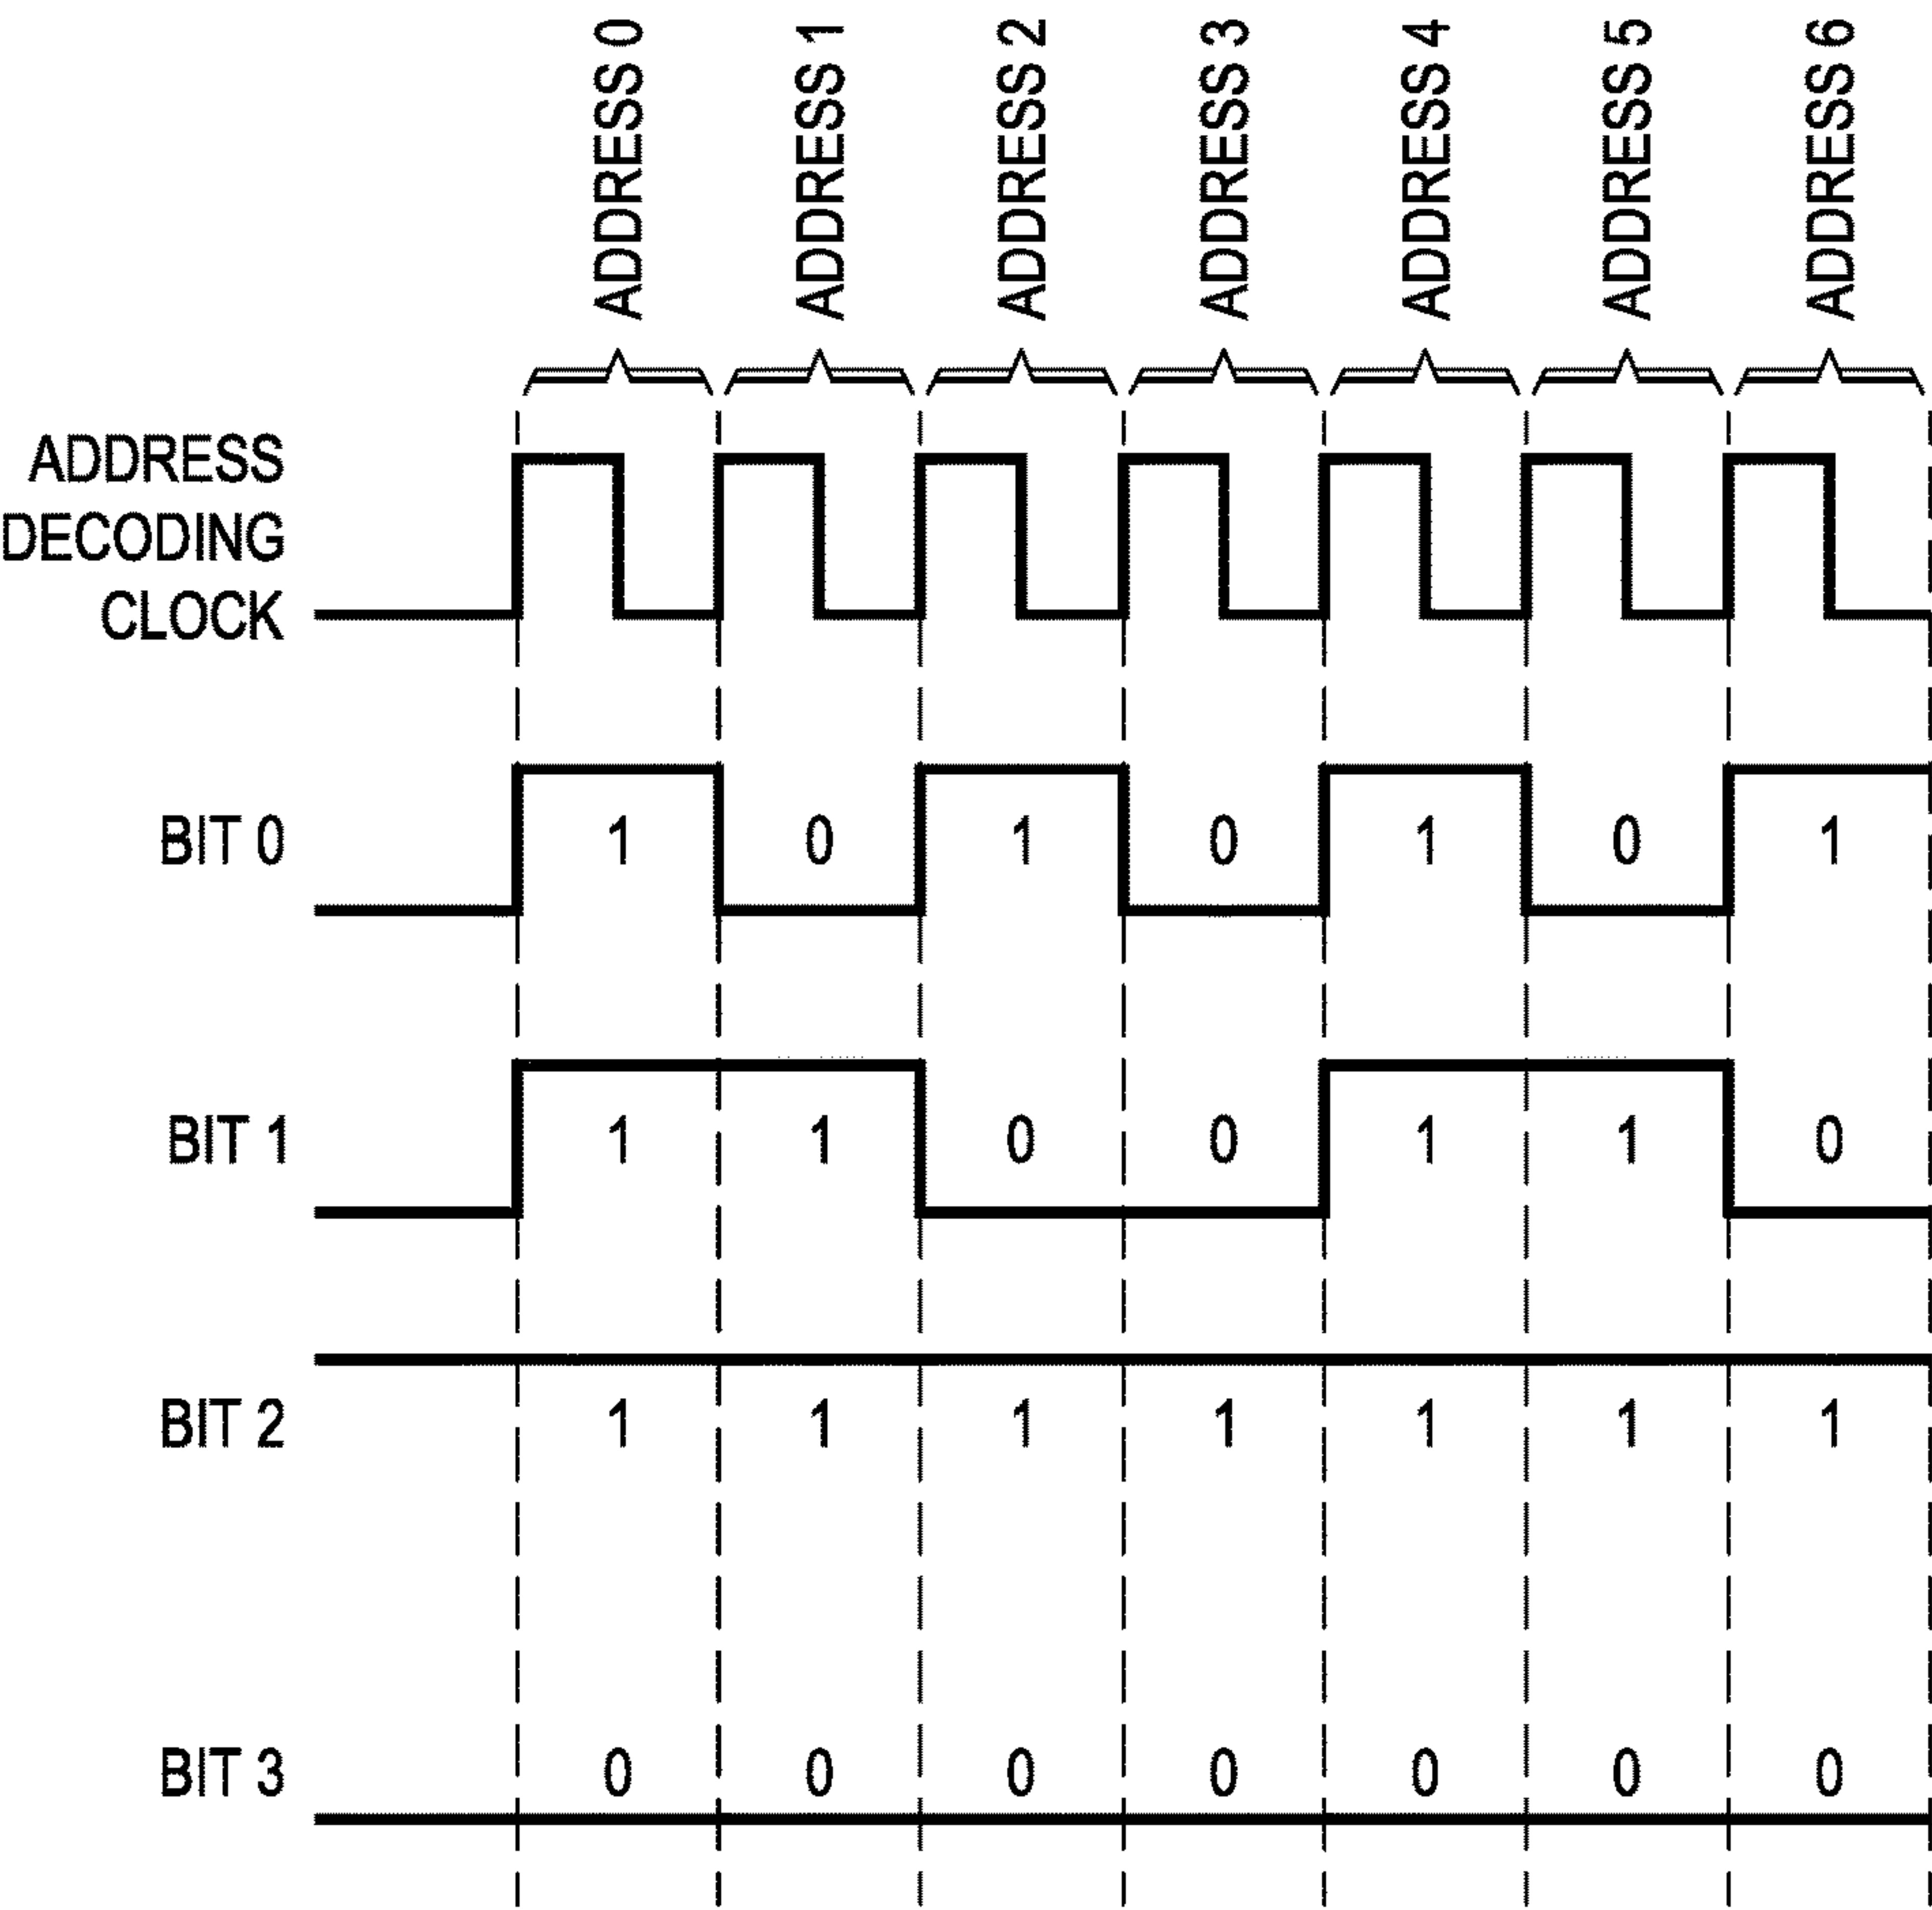 ADDRESS 0
ADDRESS 1
ADDRESS 2
ADDRESS 3
ADDRESS 4
ADDRESS 5
ADDRESS 6
ADDRESS
DECODING
CLOCK
BIT 0 1 0 1 0 1 0 1
BIT 1 1 1 0 0 1 1 0
BIT 2 1 1 1 1 1 1 1
BIT 3 0 0 0 0 0 0 0